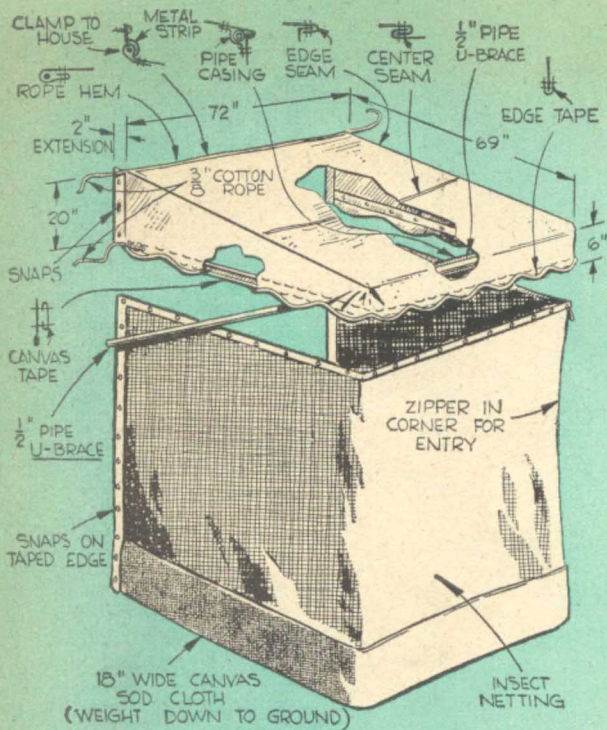 CLAMP TO
HOUSE
METAL
STRIP
PIPE
CASING
EDGE
SEAM
CENTER
SEAM
1/2" PIPE
U-BRACE
ROPE HEM
72"
EDGE TAPE
2"
EXTENSION
69"
3/8" COTTON
ROPE
20"
6"
SNAPS
CANVAS
TAPE
1/2" PIPE
U-BRACE
ZIPPER IN
CORNER FOR
ENTRY
SNAPS ON
TAPED EDGE
18" WIDE CANVAS
SOD CLOTH
(WEIGHT DOWN TO GROUND)
INSECT
NETTING